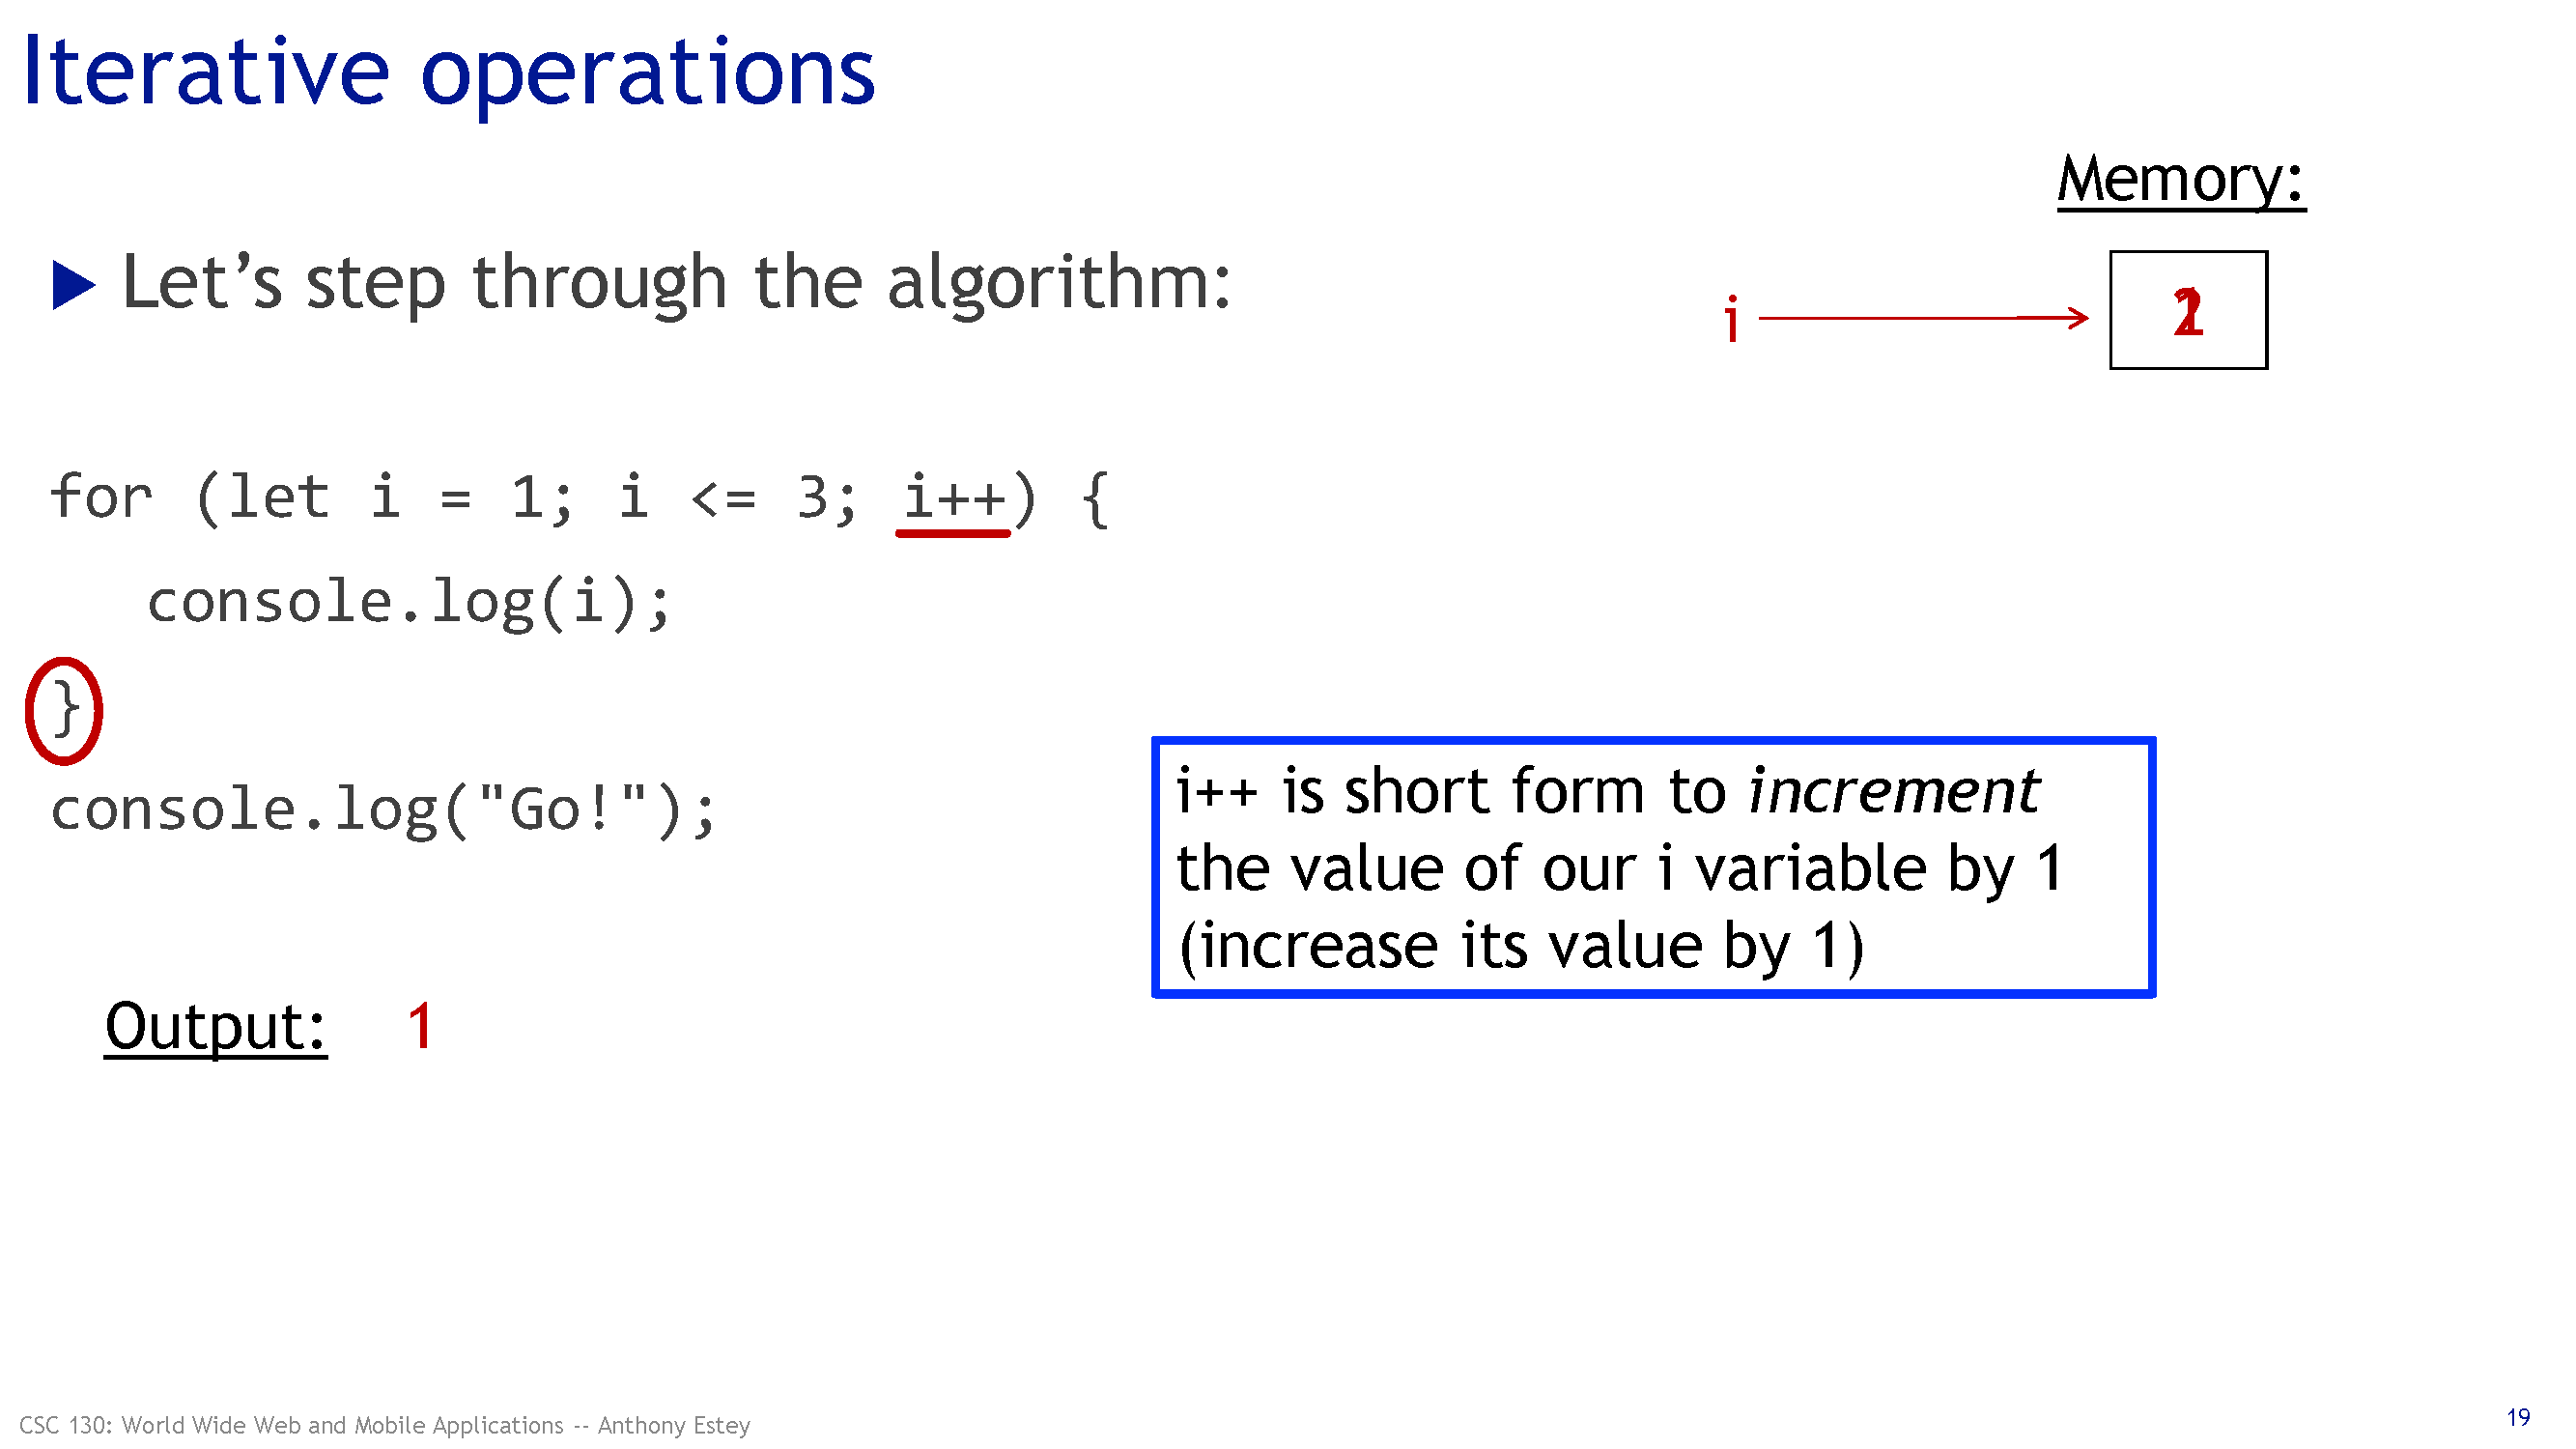 Iterative operations
Memory:
▶ Let’s step through the algorithm:
i
for (let i = 1; i <= 3; i++) {
console.log(i);
}
console.log("Go!");
i++ is short form to increment
the value of our i variable by 1
(increase its value by 1)
Output: 1
CSC 130: World Wide Web and Mobile Applications -- Anthony Estey
19